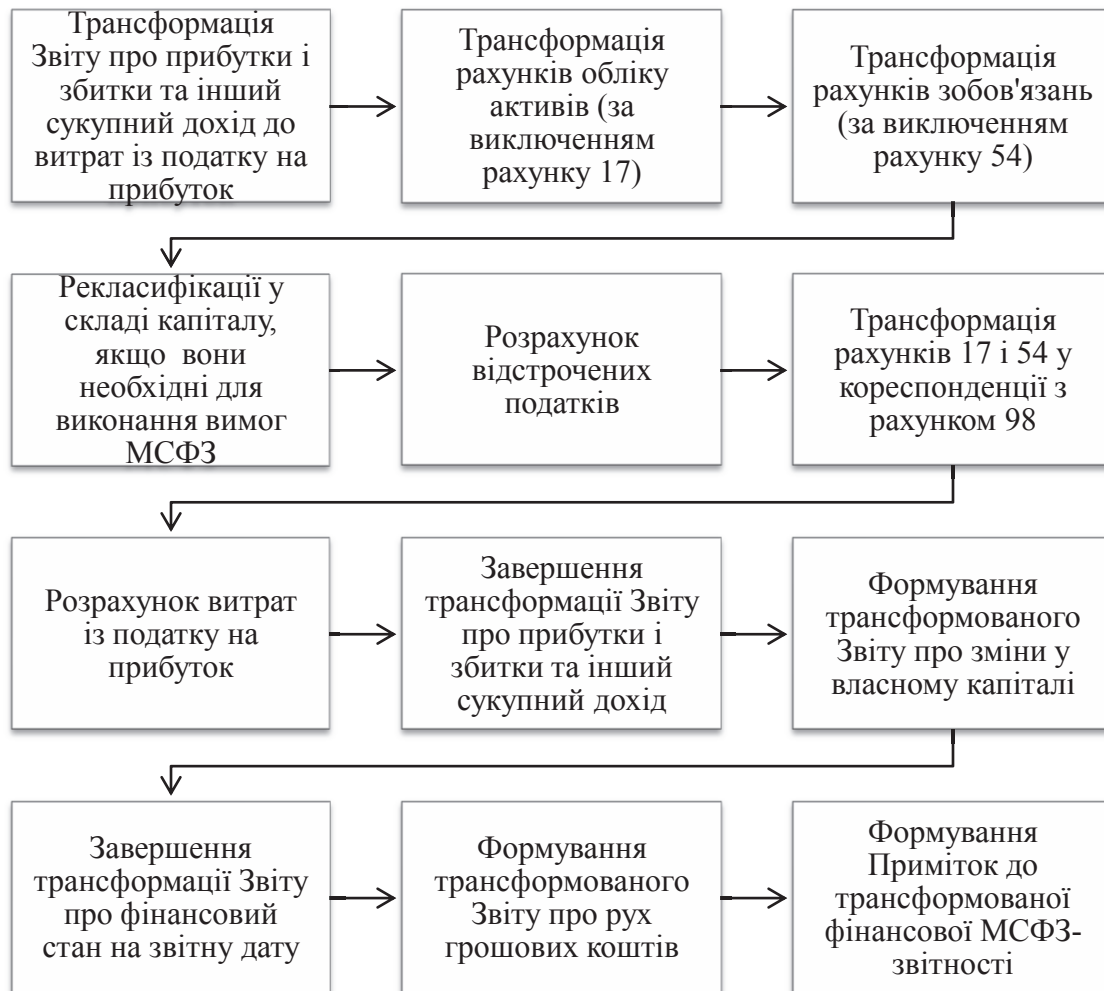 Трансформація
Звіту про прибутки і
збитки та інший
сукупний дохід до
витрат із податку на
прибуток
Трансформація
рахунків обліку
активів (за
виключенням
рахунку 17)
Трансформація
рахунків зобов'язань
(за виключенням
рахунку 54)
Рекласифікації у
складі капіталу,
якщо вони
необхідні для
виконання вимог
МСФЗ
Розрахунок
відстрочених
податків
Трансформація
рахунків 17 і 54 у
кореспонденції з
рахунком 98
Розрахунок витрат
із податку на
прибуток
Завершення
трансформації Звіту
про прибутки і
збитки та інший
сукупний дохід
Формування
трансформованого
Звіту про зміни у
власному капіталі
Завершення
трансформації Звіту
про фінансовий
стан на звітну дату
Формування
трансформованого
Звіту про рух
грошових коштів
Формування
Приміток до
трансформованої
фінансової МСФЗ-
звітності